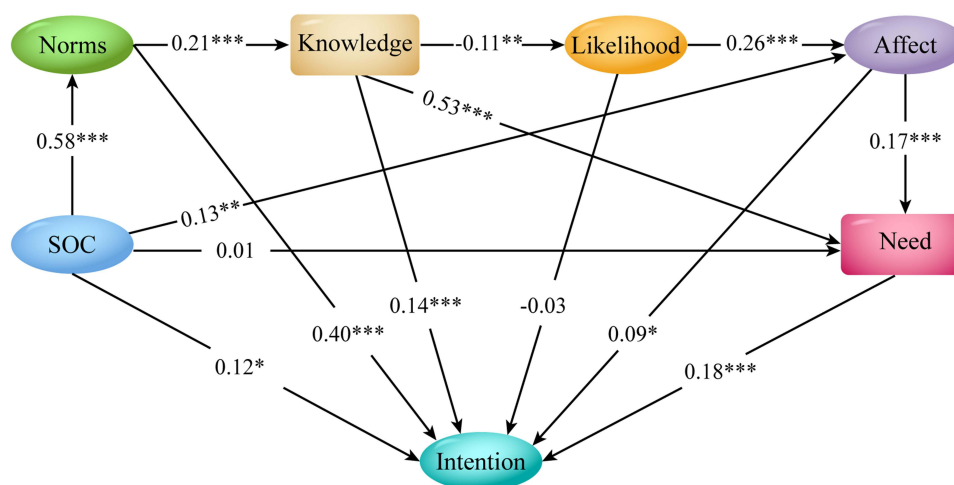 Norms
0.21***
Knowledge
-0.11**
Likelihood
0.26***
Affect
0.53***
0.58***
0.17***
0.13**
SOC
0.01
Need
0.14***
-0.03
0.40***
0.09*
0.12*
0.18***
Intention